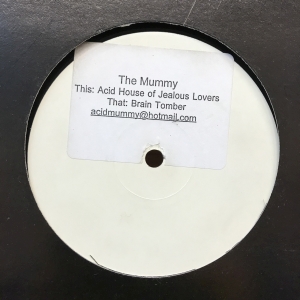 The Mummy
This: Acid House of Jealous Lovers
That: Brain Tomber
acidmummy@hotmail.com